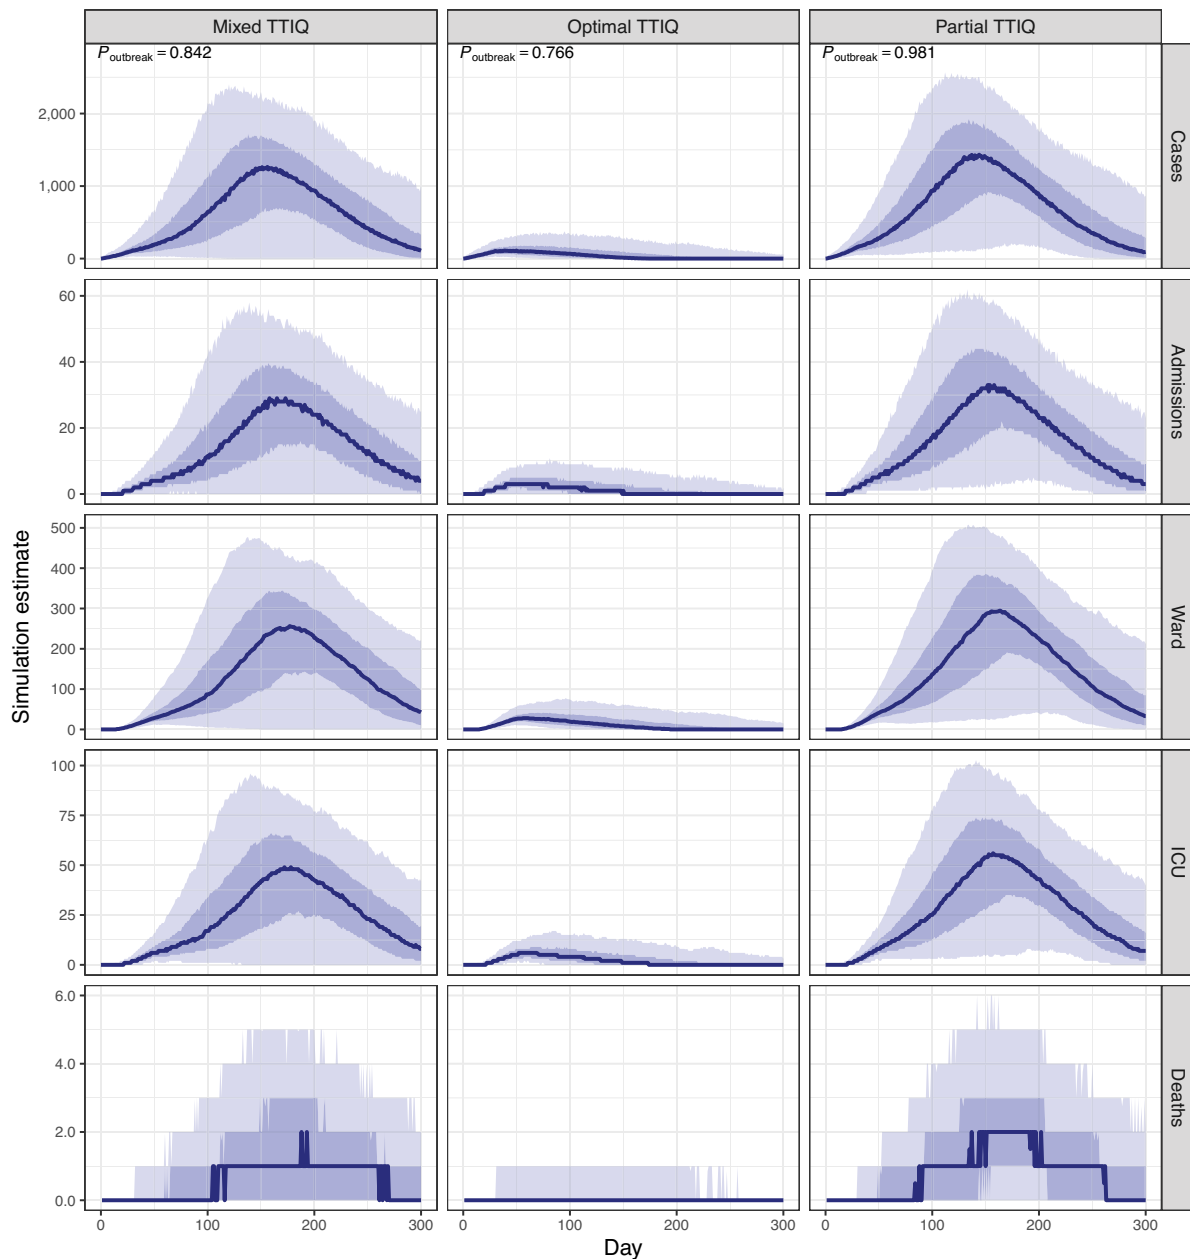 Mixed TTIQ
Optimal TTIQ
Partial TTIQ
Poutbreak = 0.842
Poutbreak = 0.766
Poutbreak = 0.981
2,000
1,000
0
Cases
60
40
20
0
Admissions
500
400
300
200
100
0
Ward
100
75
50
25
0
ICU
6.0
4.0
2.0
0.0
Deaths
Simulation estimate
0 100 200 300
0 100 200 300
0 100 200 300
Day